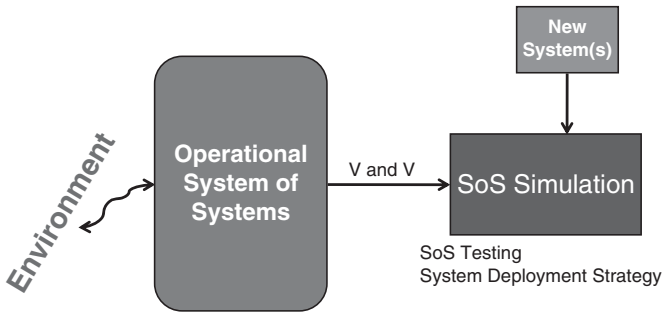 New
System(s)
Environment
Operational
System of
Systems
V and V
SoS Simulation
SoS Testing
System Deployment Strategy